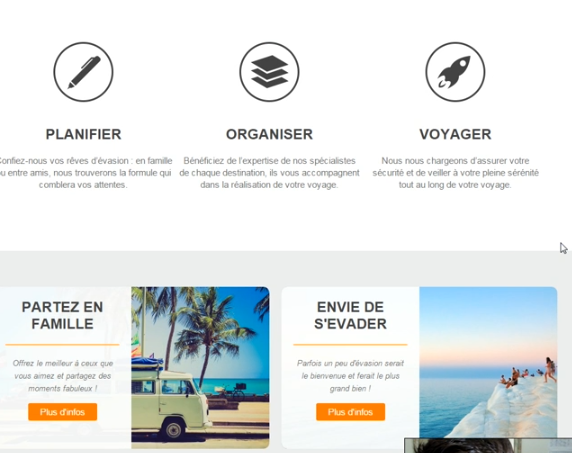 PLANIFIER
ORGANISER
VOYAGER
Confiez-nous vos rêves d'évasion : en famille
ou entre amis, nous trouverons la formule qui
comblera vos attentes.
Bénéficiez de l'expertise de nos spécialistes
de chaque destination, ils vous accompagnent
dans la réalisation de votre voyage.
Nous nous chargeons d'assurer votre
sécurité et de veiller à votre pleine sérénité
tout au long de votre voyage.
PARTEZ EN
FAMILLE
Offrez le meilleur à ceux que
vous aimez et partagez des
moments fabuleux !
Plus d'infos
ENVIE DE
S'EVADER
Parfois un peu d'évasion serait
le bienvenue et ferait le plus
grand bien !
Plus d'infos